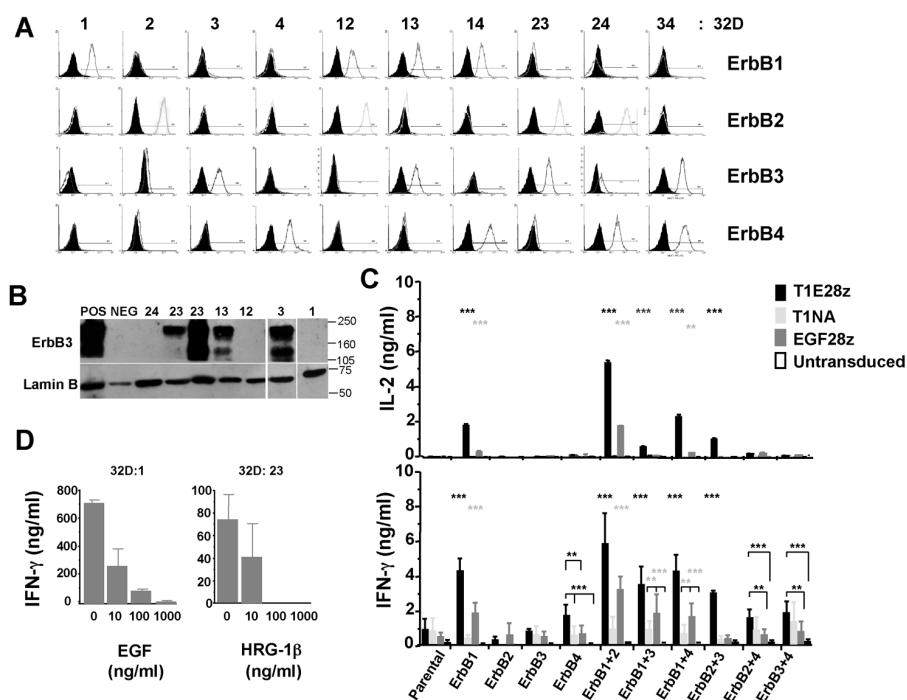 A
1 2 3 4 12 13 14 23 24 34 : 32D
ErbB1
ErbB2
ErbB3
ErbB4
B
POS NEG 24 23 23 13 12 3 1
ErbB3
250
160
105
Lamin B
75
50
C
T1E28z
T1NA
EGF28z
Untransduced
IL-2 (ng/ml)
10
8
6
4
2
0
*** *** *** *** *** *** *** ** ***
D
32D:1
IFN-γ (ng/ml)
800
600
400
200
0
0 10 100 1000
EGF
(ng/ml)
32D: 23
100
80
60
40
20
0
0 10 100 1000
HRG-1β
(ng/ml)
IFN-γ (ng/ml)
10
8
6
4
2
0
*** *** ** *** *** *** *** ** *** *** ** *** *** *** ** *** **
Parental ErbB1 ErbB2 ErbB3 ErbB4 ErbB1+2 ErbB1+3 ErbB1+4 ErbB2+3 ErbB2+4 ErbB3+4